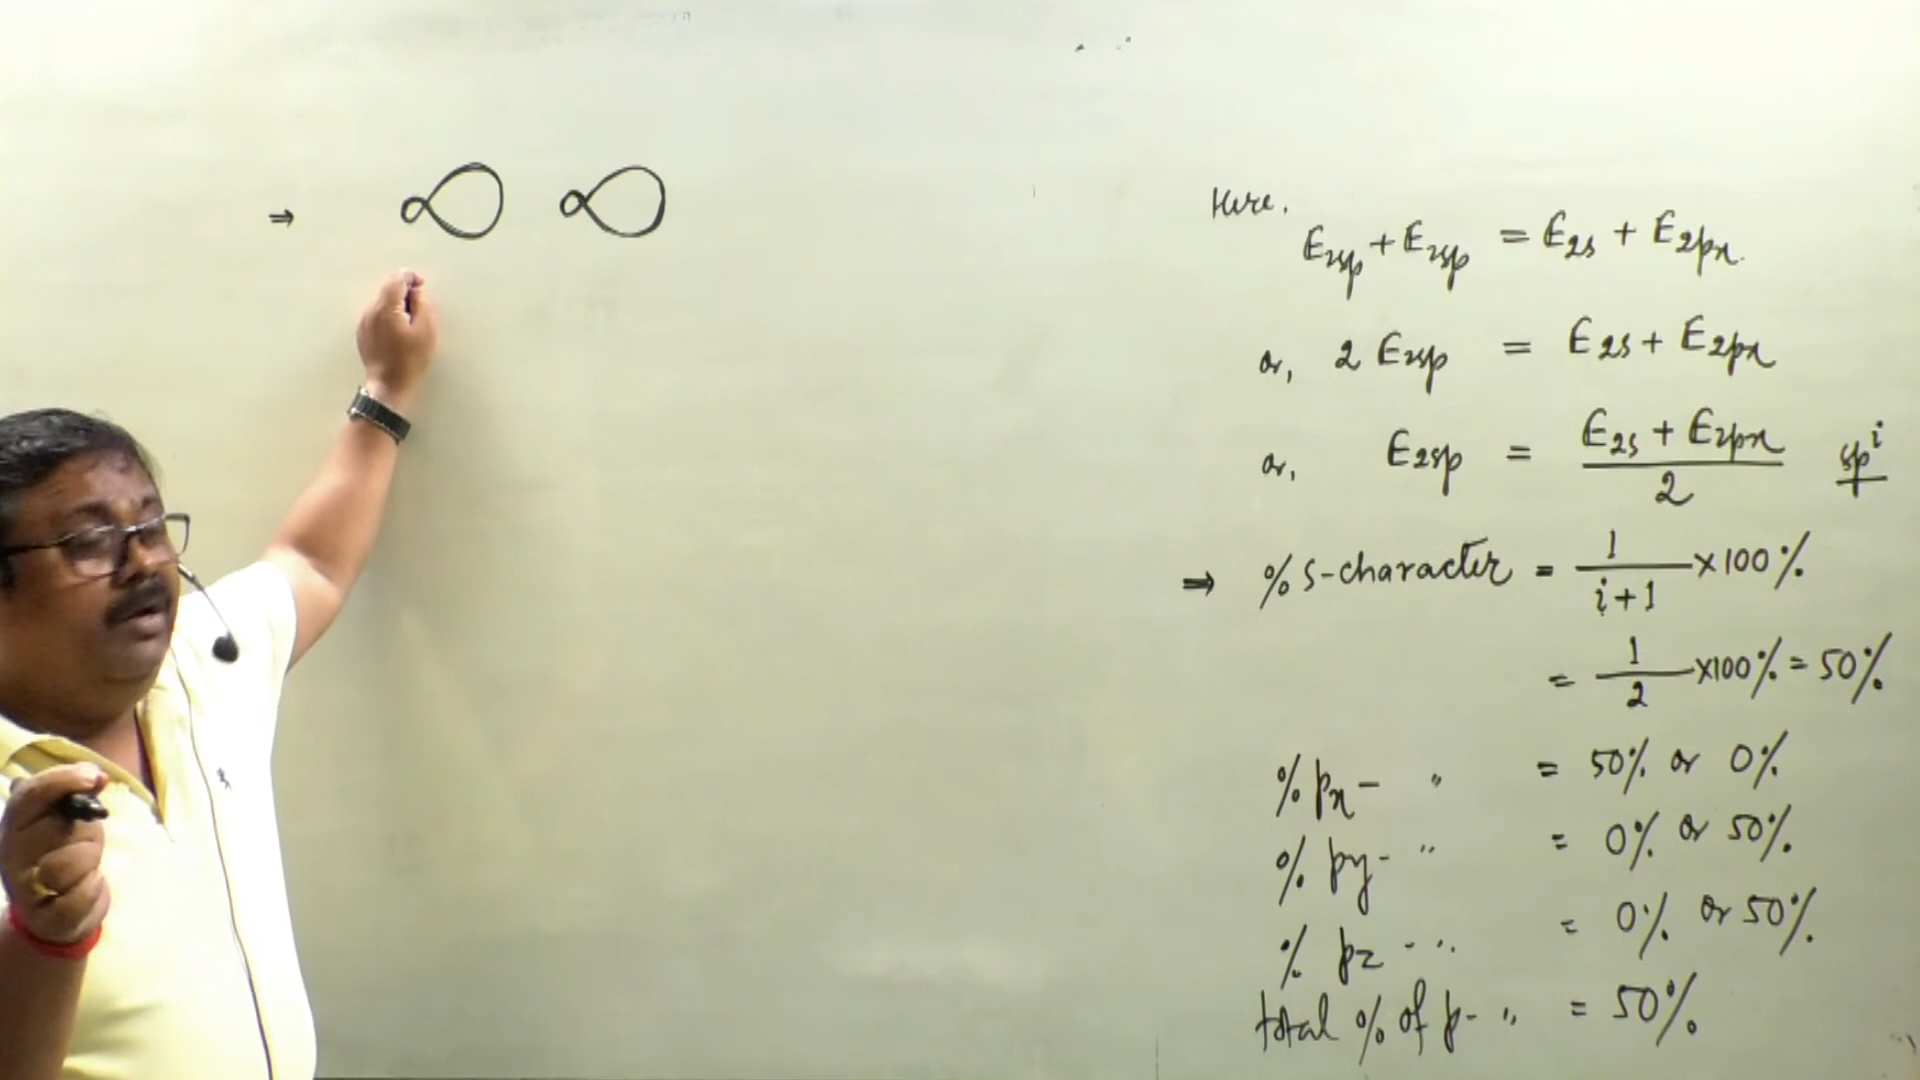 ⇒
Here,
E2sp + E2sp = E2s + E2px.
or, 2 E2sp = E2s + E2px
or, E2sp = (E2s + E2px)/2 sp^i
⇒ % s-character = 1/(i+1) ×100%
= 1/2 ×100% = 50%
% px - " = 50% or 0%
% py - " = 0% or 50%
% pz - " = 0% or 50%
total % of p- " = 50%